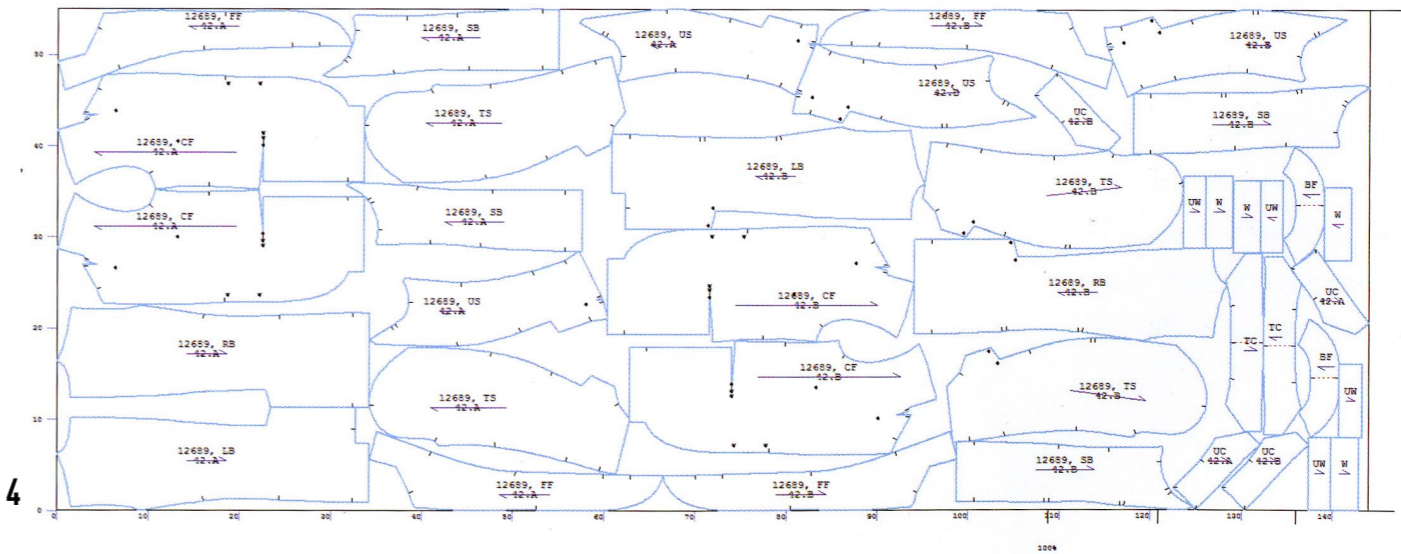 12689, FF
42.A
12689, SB
42.A
12689, US
42.A
12689, FF
42.B
12689, US
42.B
12689, CF
42.A
12689, TS
42.A
12689, US
42.B
UC
42.B
12689, SB
42.B
12689, LB
42.B
12689, TS
42.B
UW
W
W
UW
BF
W
12689, CF
42.A
12689, SB
42.A
12689, US
42.A
12689, CF
42.B
12689, RB
42.B
UC
42.A
TC
TC
12689, RB
42.A
12689, CF
42.B
BF
UW
12689, TS
42.A
12689, TS
42.B
12689, LB
42.A
12689, SB
42.B
UC
42.A
UC
42.B
UW
W
12689, FF
42.A
12689, FF
42.B
4
50
40
30
20
10
0
0 10 20 30 40 50 60 70 80 90 100 110 120 130 140
100%